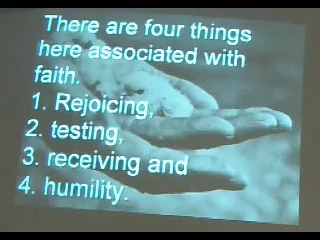 There are four things
here associated with
faith.
1. Rejoicing,
2. testing,
3. receiving and
4. humility.